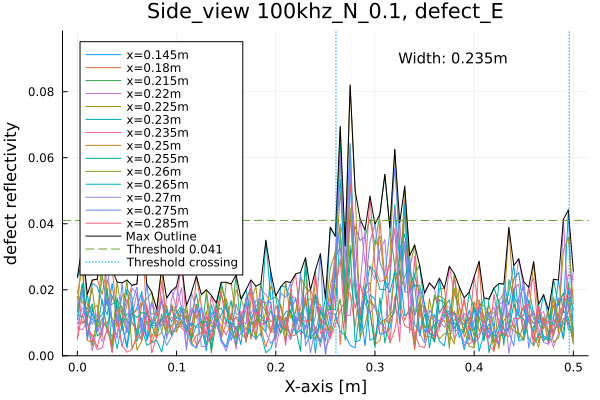 Side_view 100khz_N_0.1, defect_E
Width: 0.235m
x=0.145m
x=0.18m
x=0.215m
x=0.22m
x=0.225m
x=0.23m
x=0.235m
x=0.25m
x=0.255m
x=0.26m
x=0.265m
x=0.27m
x=0.275m
x=0.285m
Max Outline
Threshold 0.041
Threshold crossing
defect reflectivity
0.08
0.06
0.04
0.02
0.00
0.0 0.1 0.2 0.3 0.4 0.5
X-axis [m]